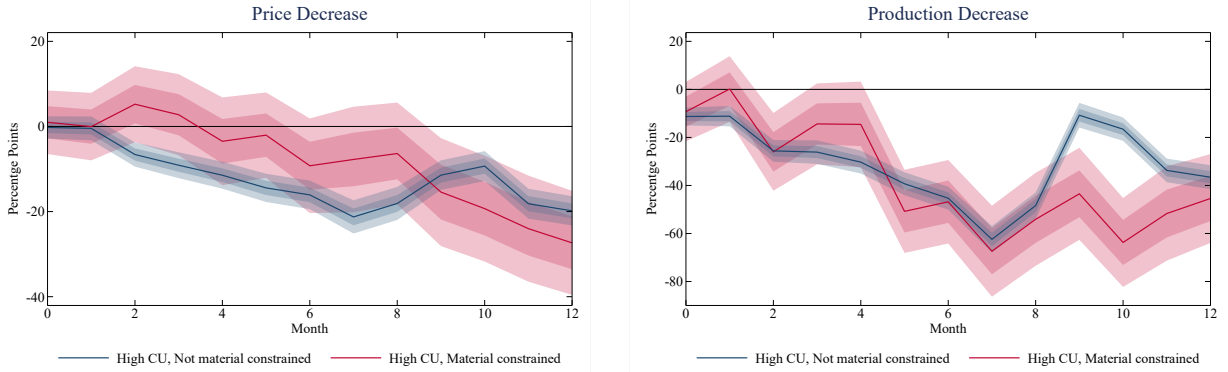 Price Decrease
20
0
-20
-40
Percentge Points
0 2 4 6 8 10 12
Month
High CU, Not material constrained High CU, Material constrained
Production Decrease
20
0
-20
-40
-60
-80
Percentge Points
0 2 4 6 8 10 12
Month
High CU, Not material constrained High CU, Material constrained